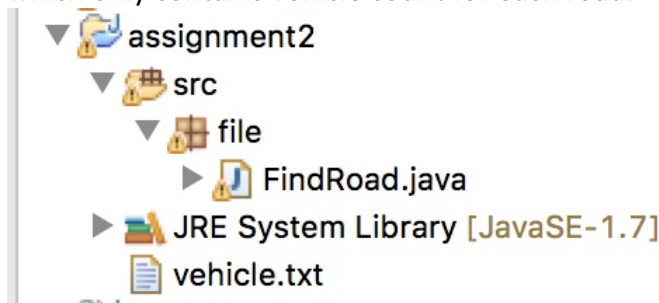 assignment2
src
file
FindRoad.java
JRE System Library [JavaSE-1.7]
vehicle.txt